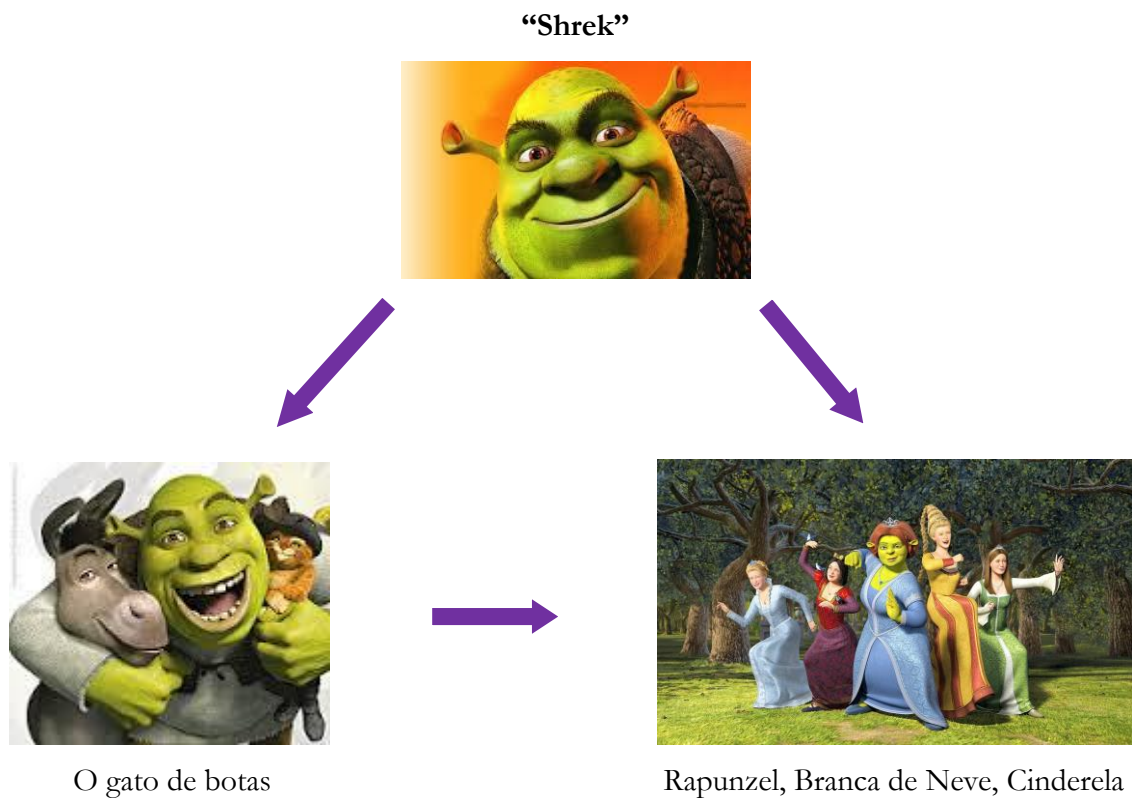 “Shrek”
O gato de botas
Rapunzel, Branca de Neve, Cinderela